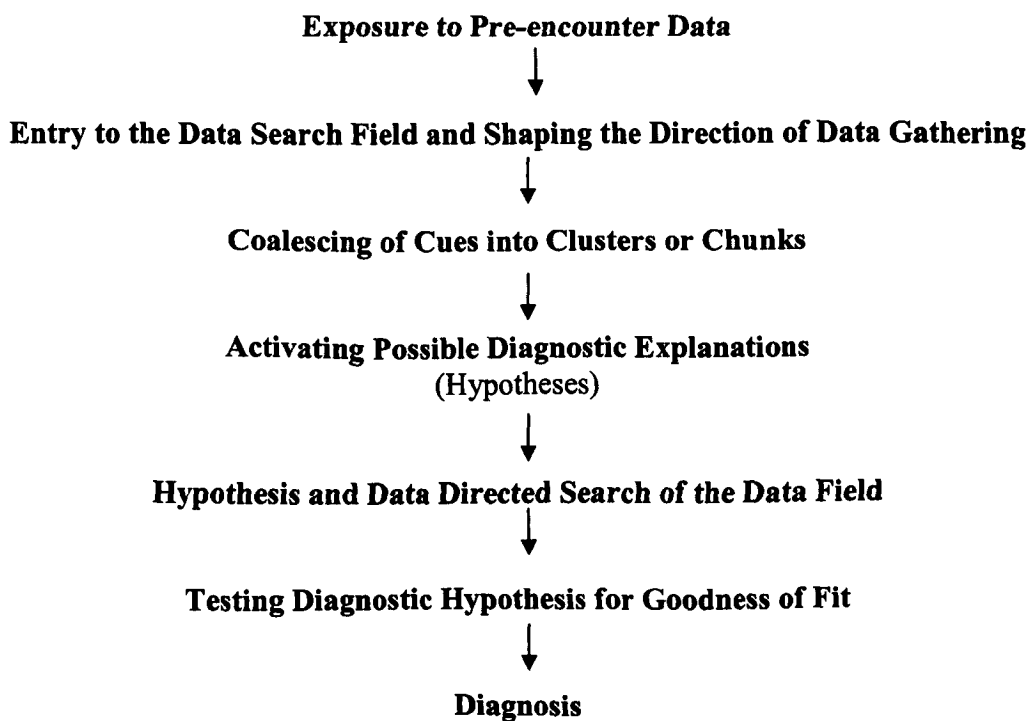 Exposure to Pre-encounter Data
Entry to the Data Search Field and Shaping the Direction of Data Gathering
Coalescing of Cues into Clusters or Chunks
Activating Possible Diagnostic Explanations
(Hypotheses)
Hypothesis and Data Directed Search of the Data Field
Testing Diagnostic Hypothesis for Goodness of Fit
Diagnosis